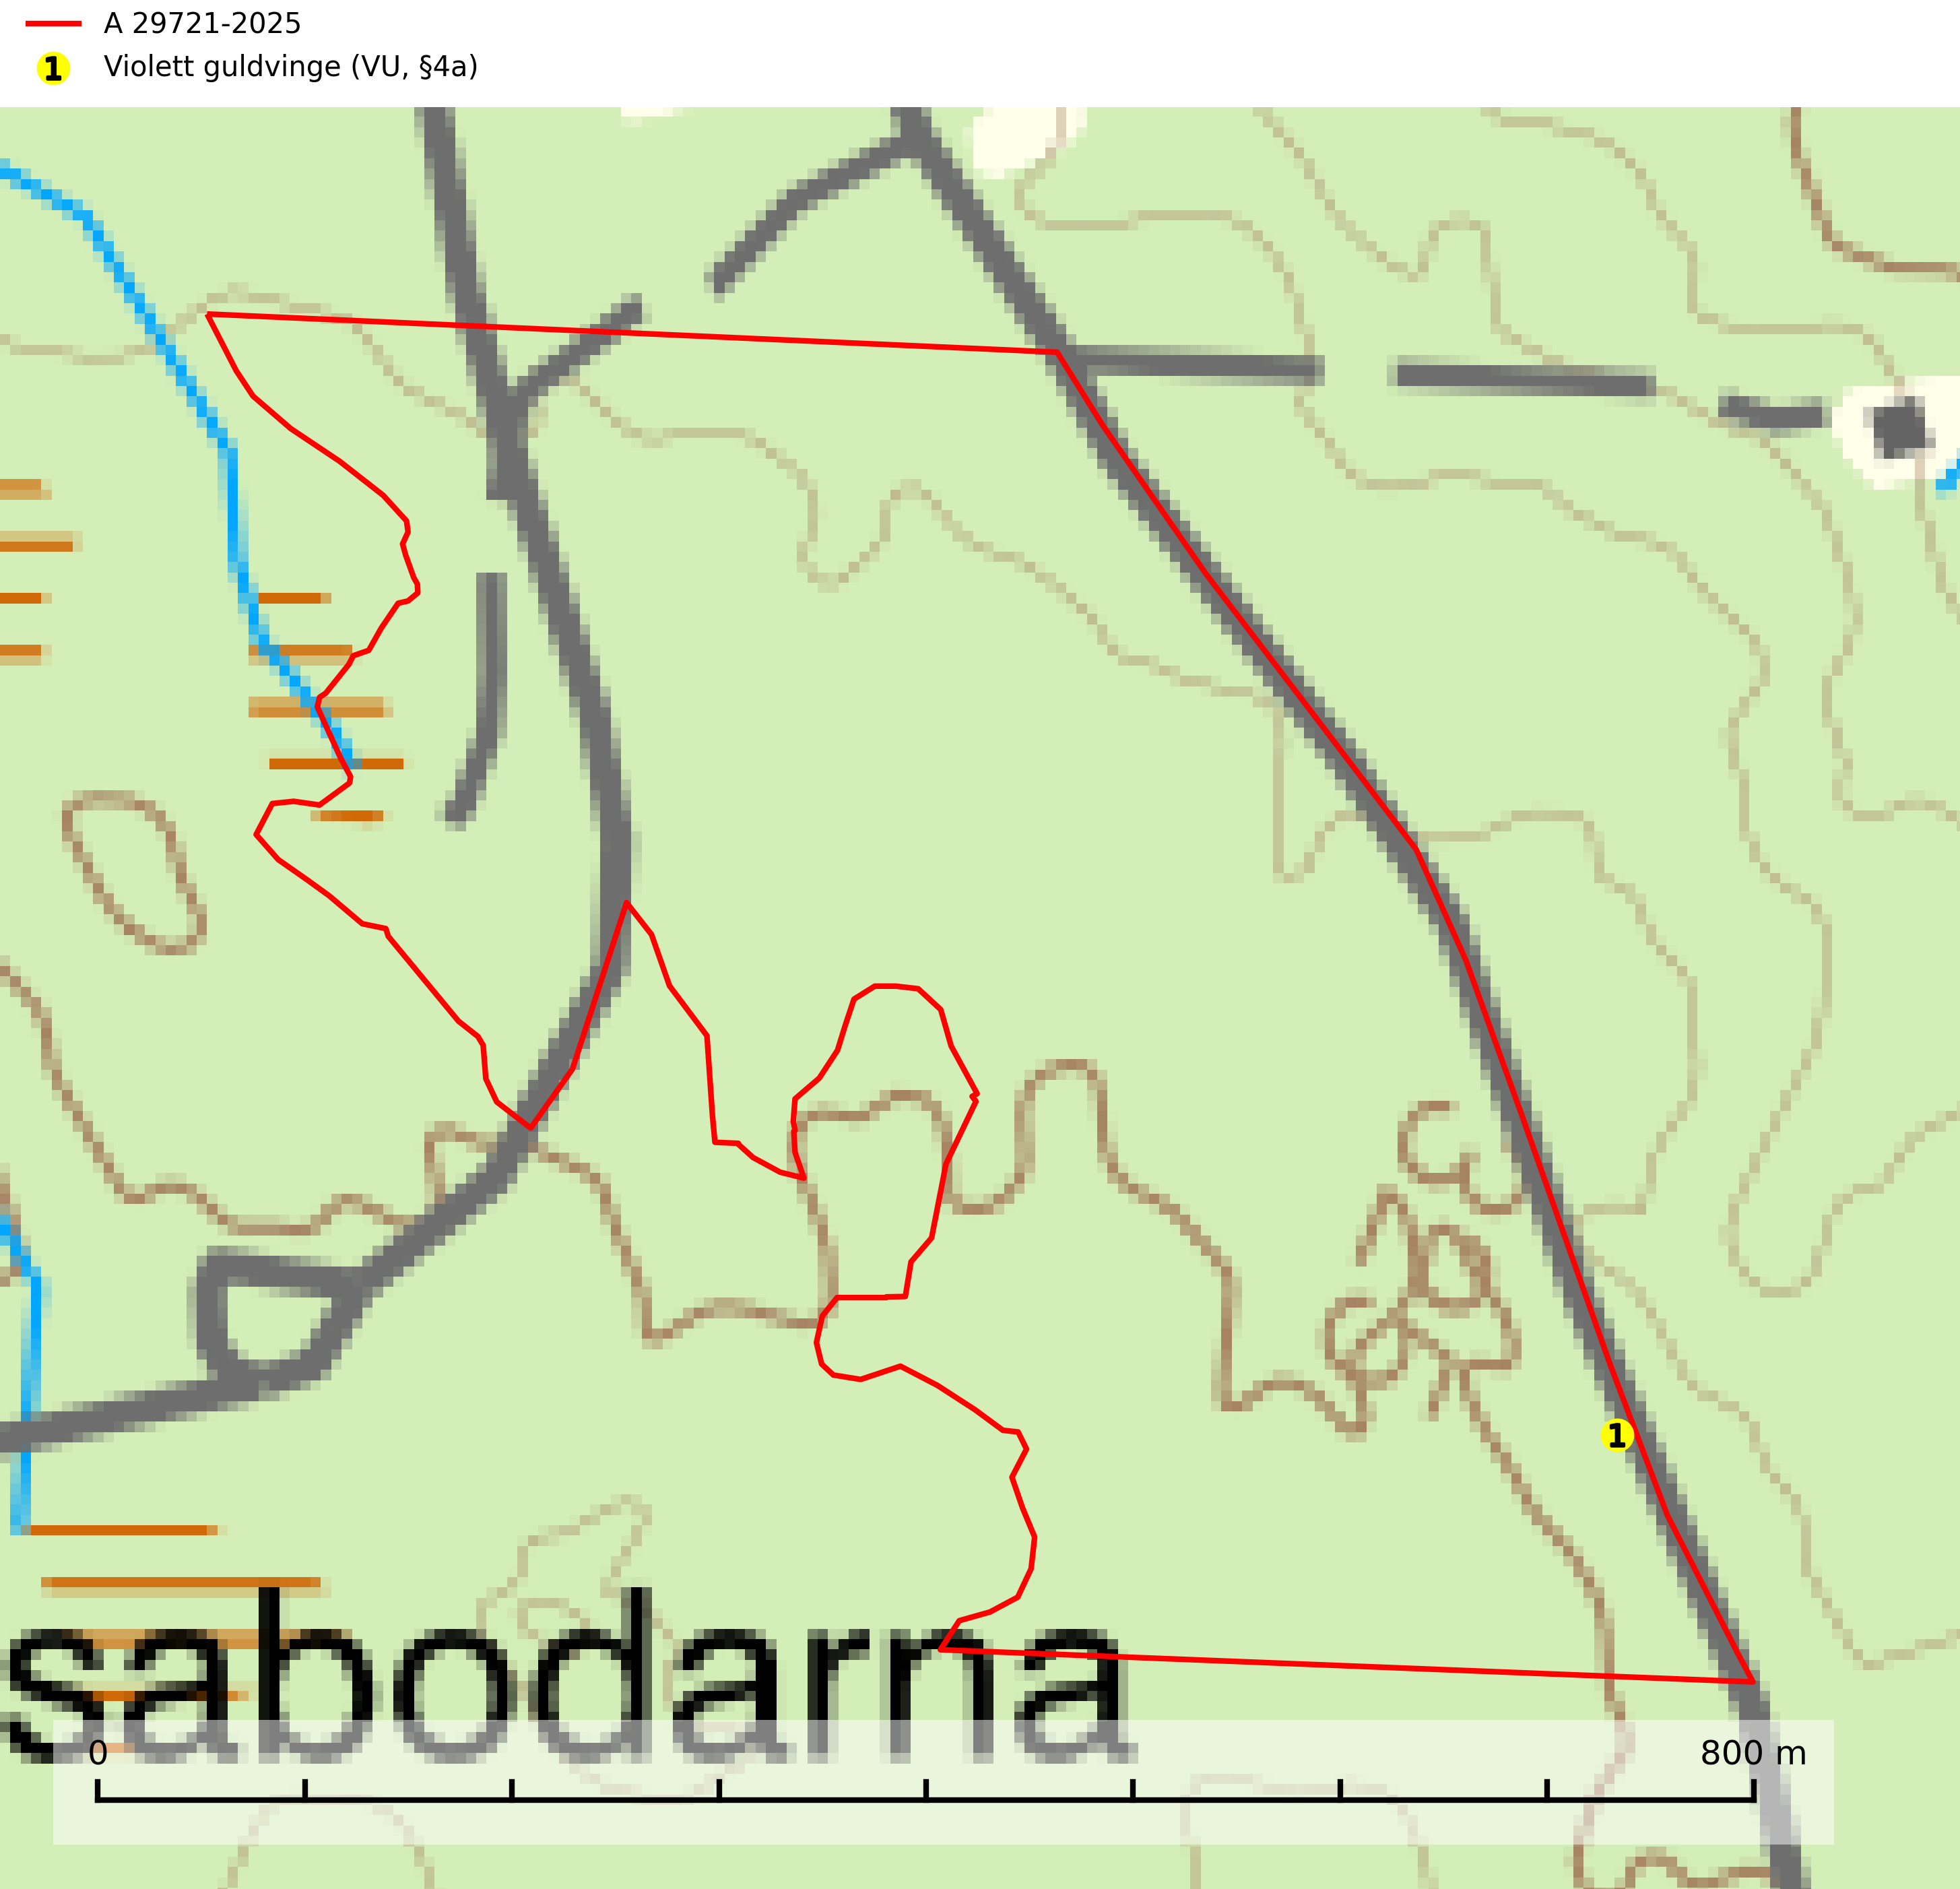 A 29721-2025
1 Violett guldvinge (VU, §4a)
1
sabodarna
0 800 m